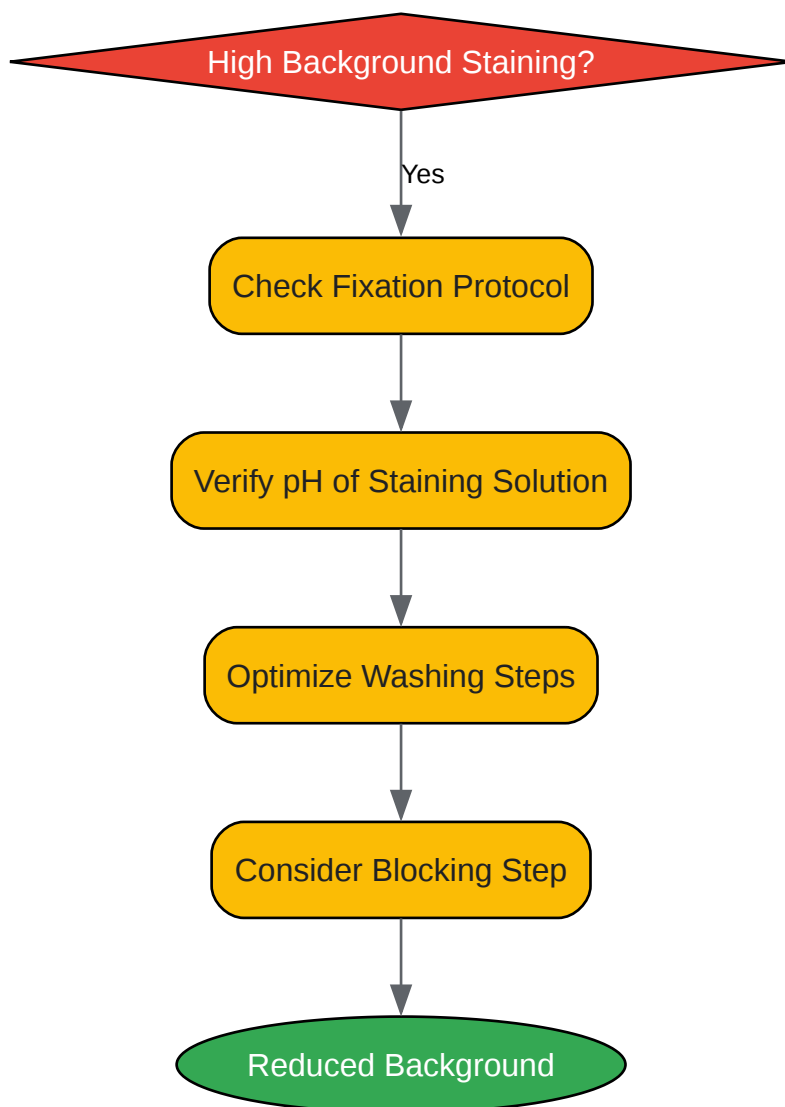 High Background Staining?
Yes
Check Fixation Protocol
Verify pH of Staining Solution
Optimize Washing Steps
Consider Blocking Step
Reduced Background